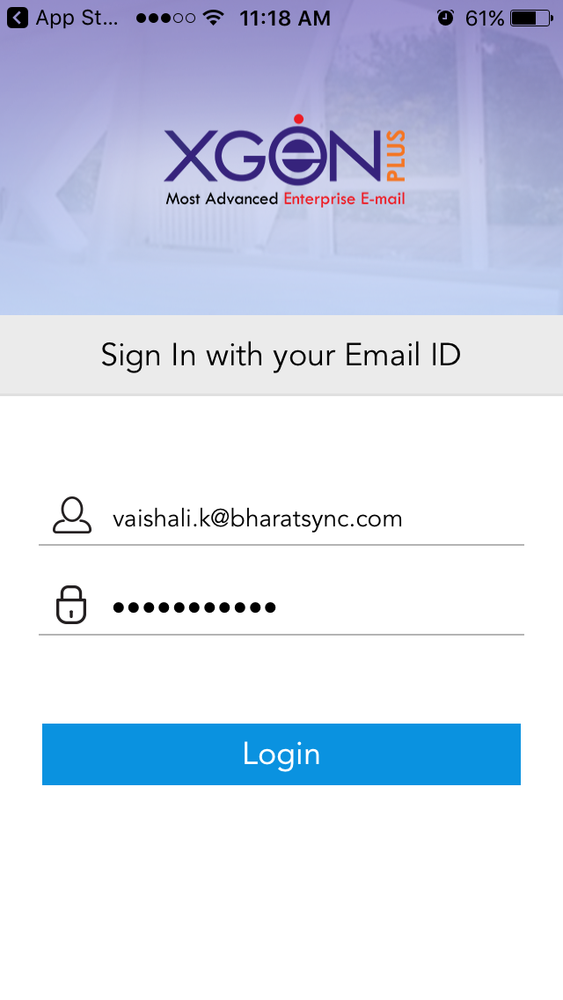 App St... 11:18 AM 61%
XGEN PLUS
Most Advanced Enterprise E-mail
Sign In with your Email ID
vaishali.k@bharatsync.com
•••••••••••
Login